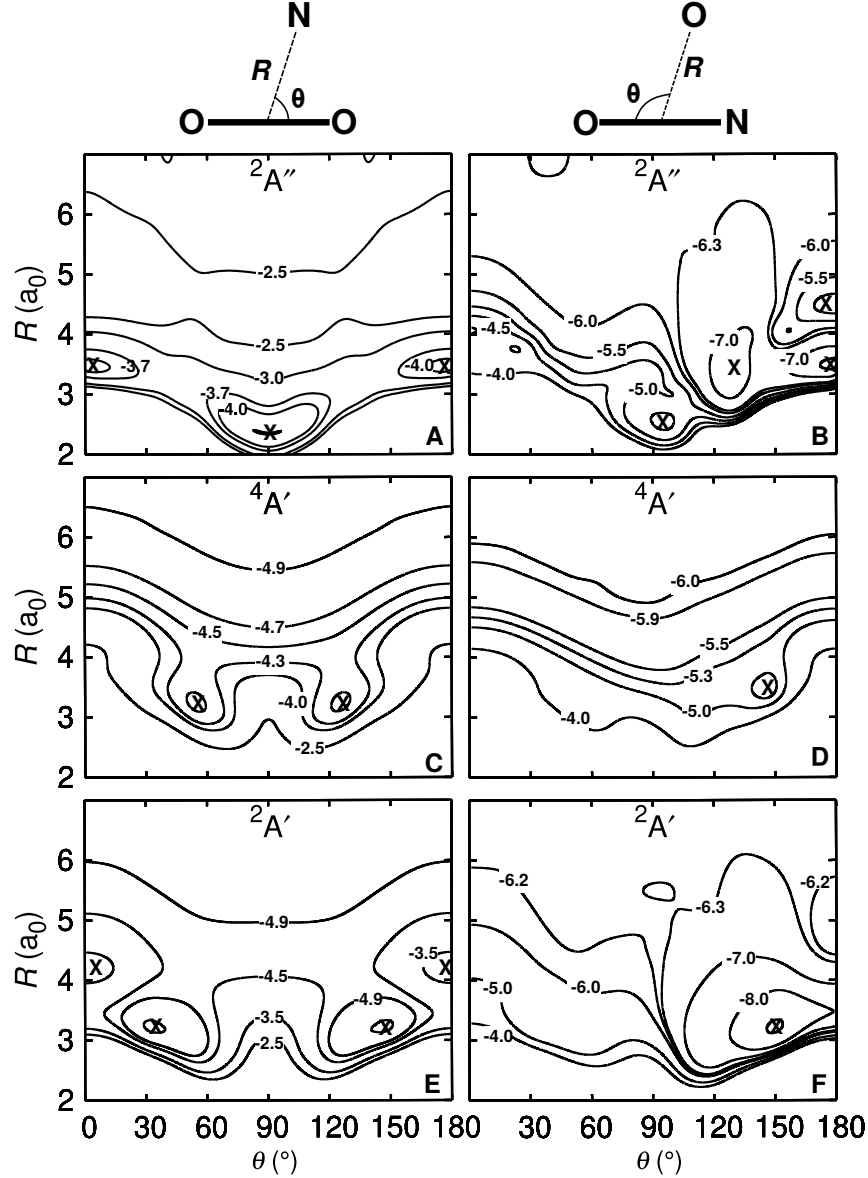 N O
R θ θ R
O O O N
²A″ ²A″
6
5
4
3
2
R (a₀)
-2.5
-2.5
-3.0
-3.7 -3.7 -4.0
-4.0
A
-6.3 -6.0
-5.5
-6.0
-4.5
-5.5 -7.0
-7.0
-4.0 -5.0
B
⁴A′ ⁴A′
6
5
4
3
2
R (a₀)
-4.9
-4.7
-4.5
-4.3
-4.0
-2.5
C
-6.0
-5.9
-5.5
-5.3
-5.0
-4.0
D
²A′ ²A′
6
5
4
3
2
R (a₀)
-4.9
-3.5
-4.5
-4.9
-3.5
-2.5
E
-6.2 -6.2
-6.3
-7.0
-5.0 -6.0
-8.0
-4.0
F
0 30 60 90 120 150 180 30 60 90 120 150 180
θ (°) θ (°)